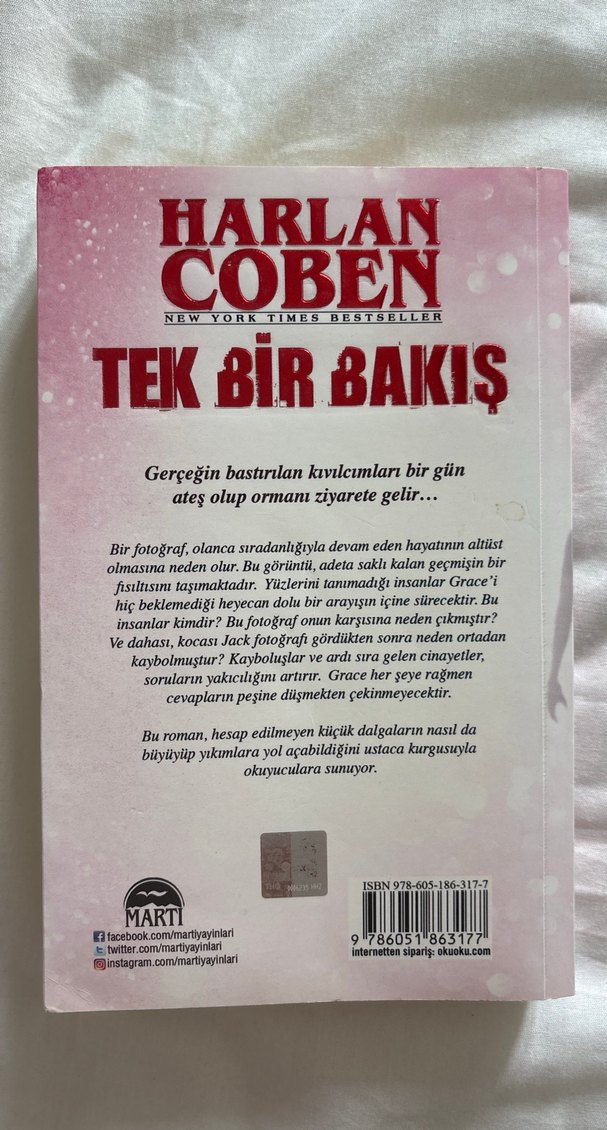 HARLAN
COBEN
NEW YORK TIMES BESTSELLER
TEK BİR BAKIŞ
Gerçeğin bastırılan kıvılcımları bir gün
ateş olup ormanı ziyarete gelir…
Bir fotoğraf, olanca sıradanlığıyla devam eden hayatının altüst
olmasına neden olur. Bu görüntü, adeta saklı kalan geçmişin bir
fısıltısını taşımaktadır. Yüzlerini tanımadığı insanlar Grace’i
hiç beklemediği heyecan dolu bir arayışın içine sürecektir. Bu
insanlar kimdir? Bu fotoğraf onun karşısına neden çıkmıştır?
Ve dahası, kocası Jack fotoğrafı gördükten sonra neden ortadan
kaybolmuştur? Kayboluşlar ve ardı sıra gelen cinayetler,
soruların yakıcılığını artırır. Grace her şeye rağmen
cevapların peşine düşmekten çekinmeyecektir.
Bu roman, hesap edilmeyen küçük dalgaların nasıl da
büyüyüp yıkımlara yol açabildiğini ustaca kurgusuyla
okuyuculara sunuyor.
MARTI
facebook.com/martiyayinlari
twitter.com/martiyayinlari
instagram.com/martiyayinlari
ISBN 978-605-186-317-7
9 786051 863177
internetten sipariş: okuoku.com